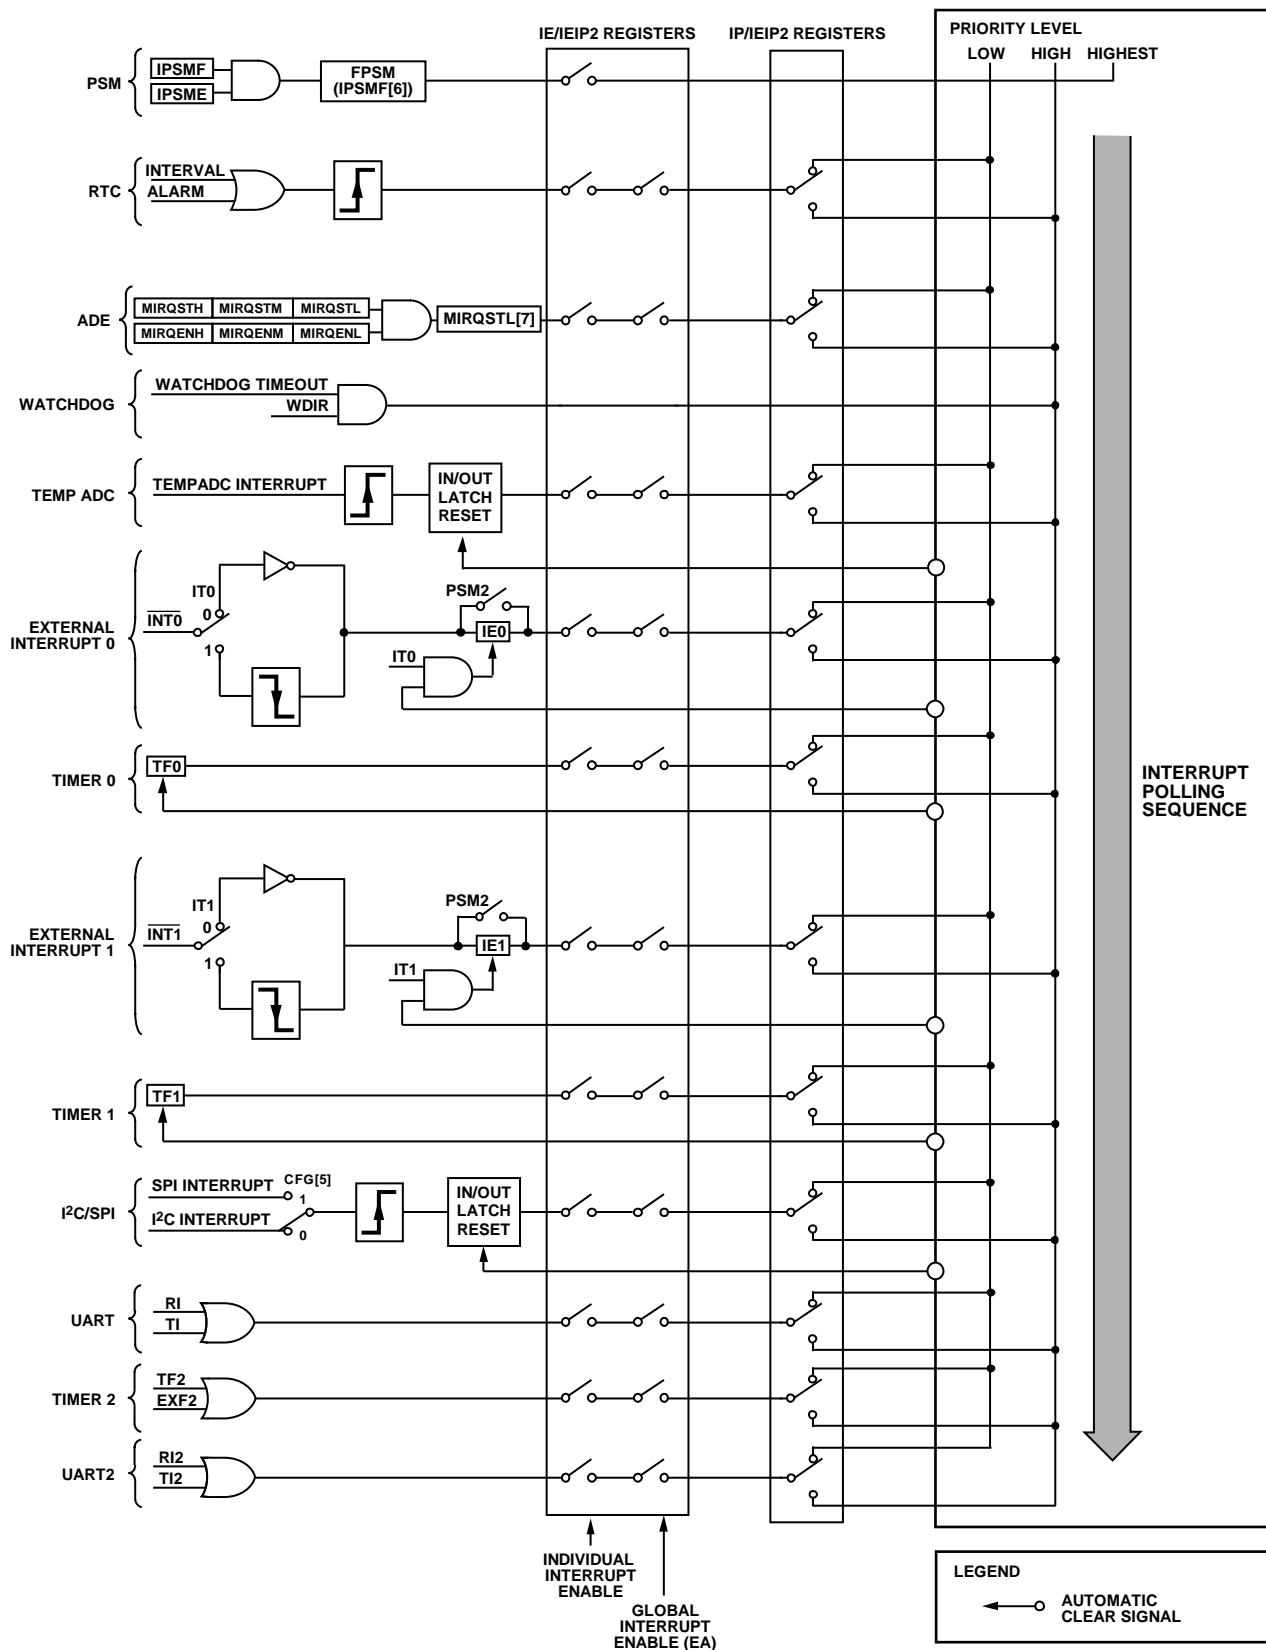 IE/IEIP2 REGISTERS
IP/IEIP2 REGISTERS
PRIORITY LEVEL
LOW HIGH HIGHEST
PSM
IPSMF
IPSME
FPSM
(IPSMF[6])
RTC
INTERVAL
ALARM
ADE
MIRQSTH MIRQSTM MIRQSTL
MIRQENH MIRQENM MIRQENL
MIRQSTL[7]
WATCHDOG
WATCHDOG TIMEOUT
WDIR
TEMP ADC
TEMPADC INTERRUPT
IN/OUT
LATCH
RESET
EXTERNAL
INTERRUPT 0
INT0
IT0
0
1
PSM2
IE0
IT0
TIMER 0
TF0
INTERRUPT
POLLING
SEQUENCE
EXTERNAL
INTERRUPT 1
INT1
IT1
0
1
PSM2
IE1
IT1
TIMER 1
TF1
I2C/SPI
SPI INTERRUPT
I2C INTERRUPT
CFG[5]
1
0
IN/OUT
LATCH
RESET
UART
RI
TI
TIMER 2
TF2
EXF2
UART2
RI2
TI2
INDIVIDUAL
INTERRUPT
ENABLE
GLOBAL
INTERRUPT
ENABLE (EA)
LEGEND
AUTOMATIC
CLEAR SIGNAL